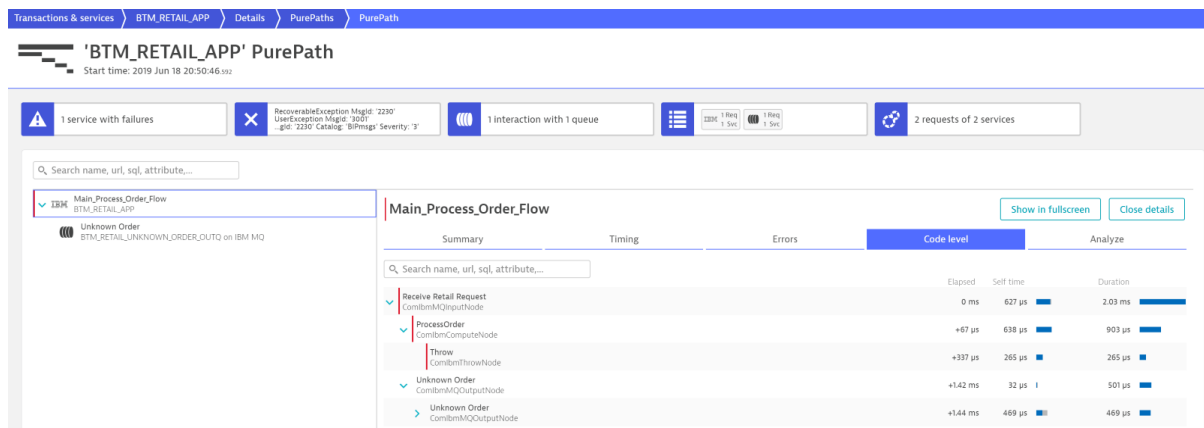 Transactions & services
BTM_RETAIL_APP
Details
PurePaths
PurePath
'BTM_RETAIL_APP' PurePath
Start time: 2019 Jun 18 20:50:46.592
1 service with failures
RecoverableException MsgId: '2230'
UserException MsgId: '3001'
...gId: '2230' Catalog: 'BIPmsgs' Severity: '3'
1 interaction with 1 queue
IBM 1 Req
1 Svc
1 Req
1 Svc
2 requests of 2 services
Search name, url, sql, attribute,...
IBM
Main_Process_Order_Flow
BTM_RETAIL_APP
Unknown Order
BTM_RETAIL_UNKNOWN_ORDER_OUTQ on IBM MQ
Main_Process_Order_Flow
Show in fullscreen
Close details
Summary
Timing
Errors
Code level
Analyze
Search name, url, sql, attribute,...
Elapsed Self time Duration
Receive Retail Request
ComIbmMQInputNode
0 ms 627 µs 2.03 ms
ProcessOrder
ComIbmComputeNode
+67 µs 638 µs 903 µs
Throw
ComIbmThrowNode
+337 µs 265 µs 265 µs
Unknown Order
ComIbmMQOutputNode
+1.42 ms 32 µs 501 µs
Unknown Order
ComIbmMQOutputNode
+1.44 ms 469 µs 469 µs